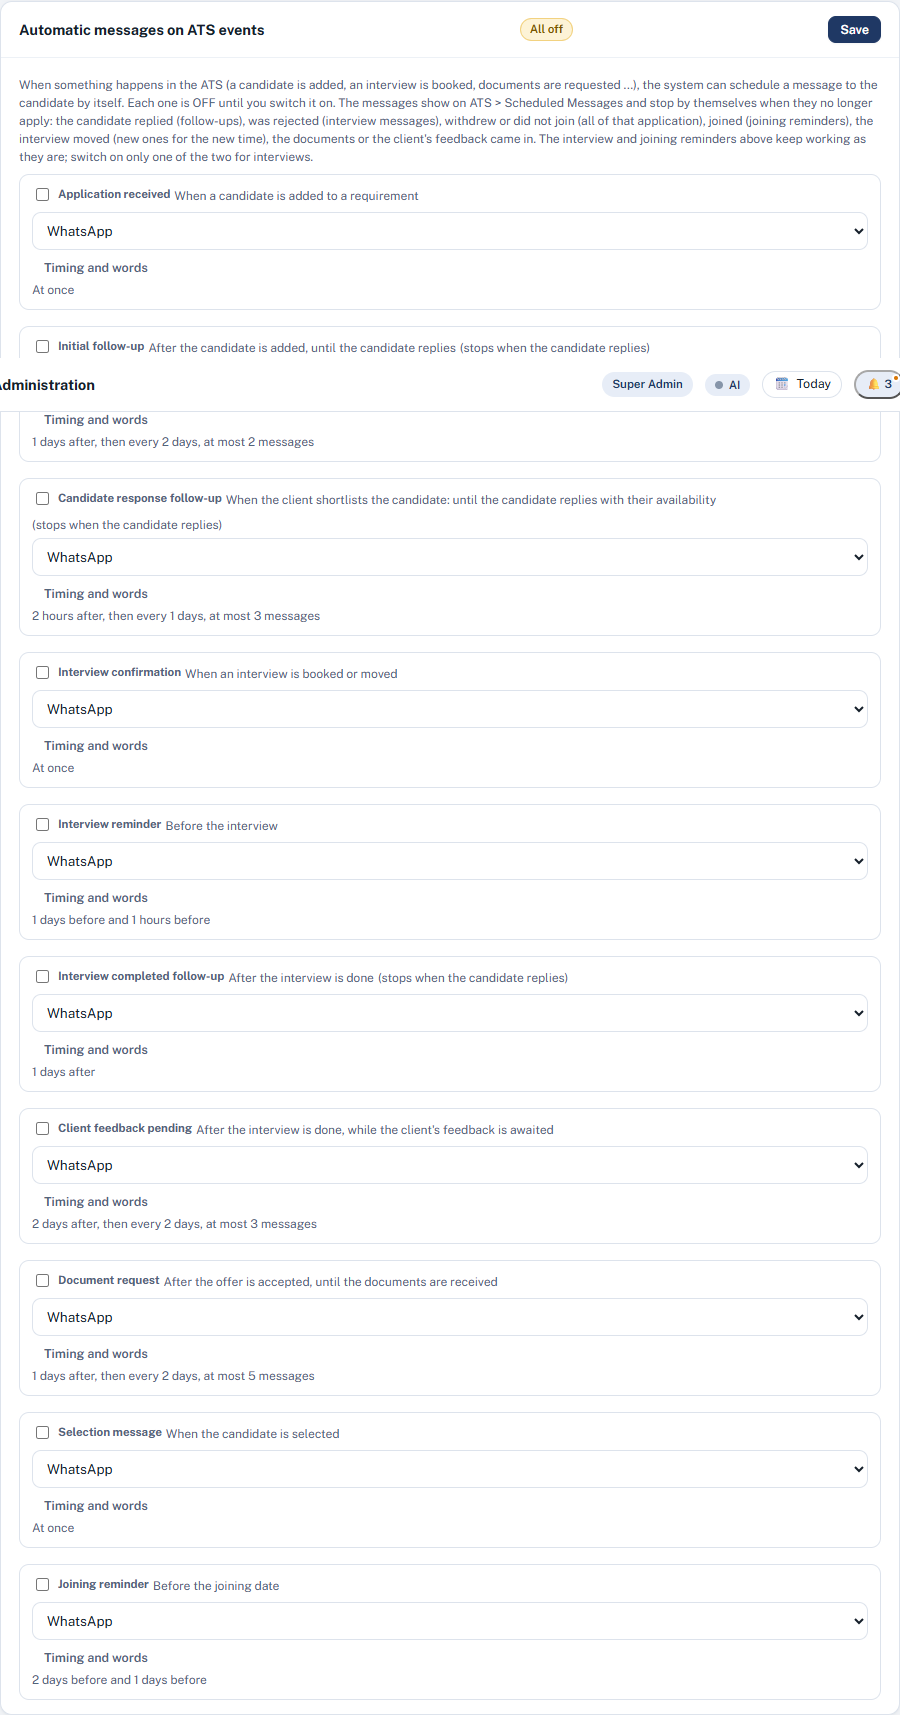 Automatic messages on ATS events
All off
Save
When something happens in the ATS (a candidate is added, an interview is booked, documents are requested ...), the system can schedule a message to the
candidate by itself. Each one is OFF until you switch it on. The messages show on ATS > Scheduled Messages and stop by themselves when they no longer
apply: the candidate replied (follow-ups), was rejected (interview messages), withdrew or did not join (all of that application), joined (joining reminders), the
interview moved (new ones for the new time), the documents or the client's feedback came in. The interview and joining reminders above keep working as
they are; switch on only one of the two for interviews.
Application received When a candidate is added to a requirement
WhatsApp
Timing and words
At once
Initial follow-up After the candidate is added, until the candidate replies (stops when the candidate replies)
Administration
Super Admin
AI
Today
3
Timing and words
1 days after, then every 2 days, at most 2 messages
Candidate response follow-up When the client shortlists the candidate: until the candidate replies with their availability
(stops when the candidate replies)
WhatsApp
Timing and words
2 hours after, then every 1 days, at most 3 messages
Interview confirmation When an interview is booked or moved
WhatsApp
Timing and words
At once
Interview reminder Before the interview
WhatsApp
Timing and words
1 days before and 1 hours before
Interview completed follow-up After the interview is done (stops when the candidate replies)
WhatsApp
Timing and words
1 days after
Client feedback pending After the interview is done, while the client's feedback is awaited
WhatsApp
Timing and words
2 days after, then every 2 days, at most 3 messages
Document request After the offer is accepted, until the documents are received
WhatsApp
Timing and words
1 days after, then every 2 days, at most 5 messages
Selection message When the candidate is selected
WhatsApp
Timing and words
At once
Joining reminder Before the joining date
WhatsApp
Timing and words
2 days before and 1 days before